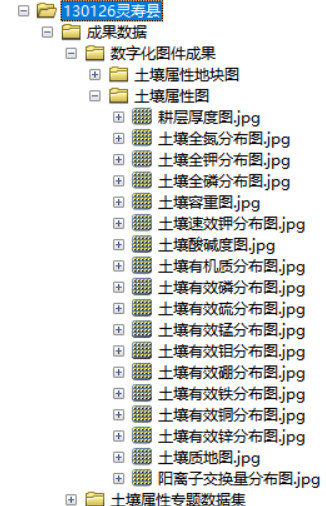 130126灵寿县
成果数据
数字化图件成果
土壤属性地块图
土壤属性图
耕层厚度图.jpg
土壤全氮分布图.jpg
土壤全钾分布图.jpg
土壤全磷分布图.jpg
土壤容重图.jpg
土壤速效钾分布图.jpg
土壤酸碱度图.jpg
土壤有机质分布图.jpg
土壤有效磷分布图.jpg
土壤有效硫分布图.jpg
土壤有效锰分布图.jpg
土壤有效钼分布图.jpg
土壤有效硼分布图.jpg
土壤有效铁分布图.jpg
土壤有效铜分布图.jpg
土壤有效锌分布图.jpg
土壤质地图.jpg
阳离子交换量分布图.jpg
土壤属性专题数据集